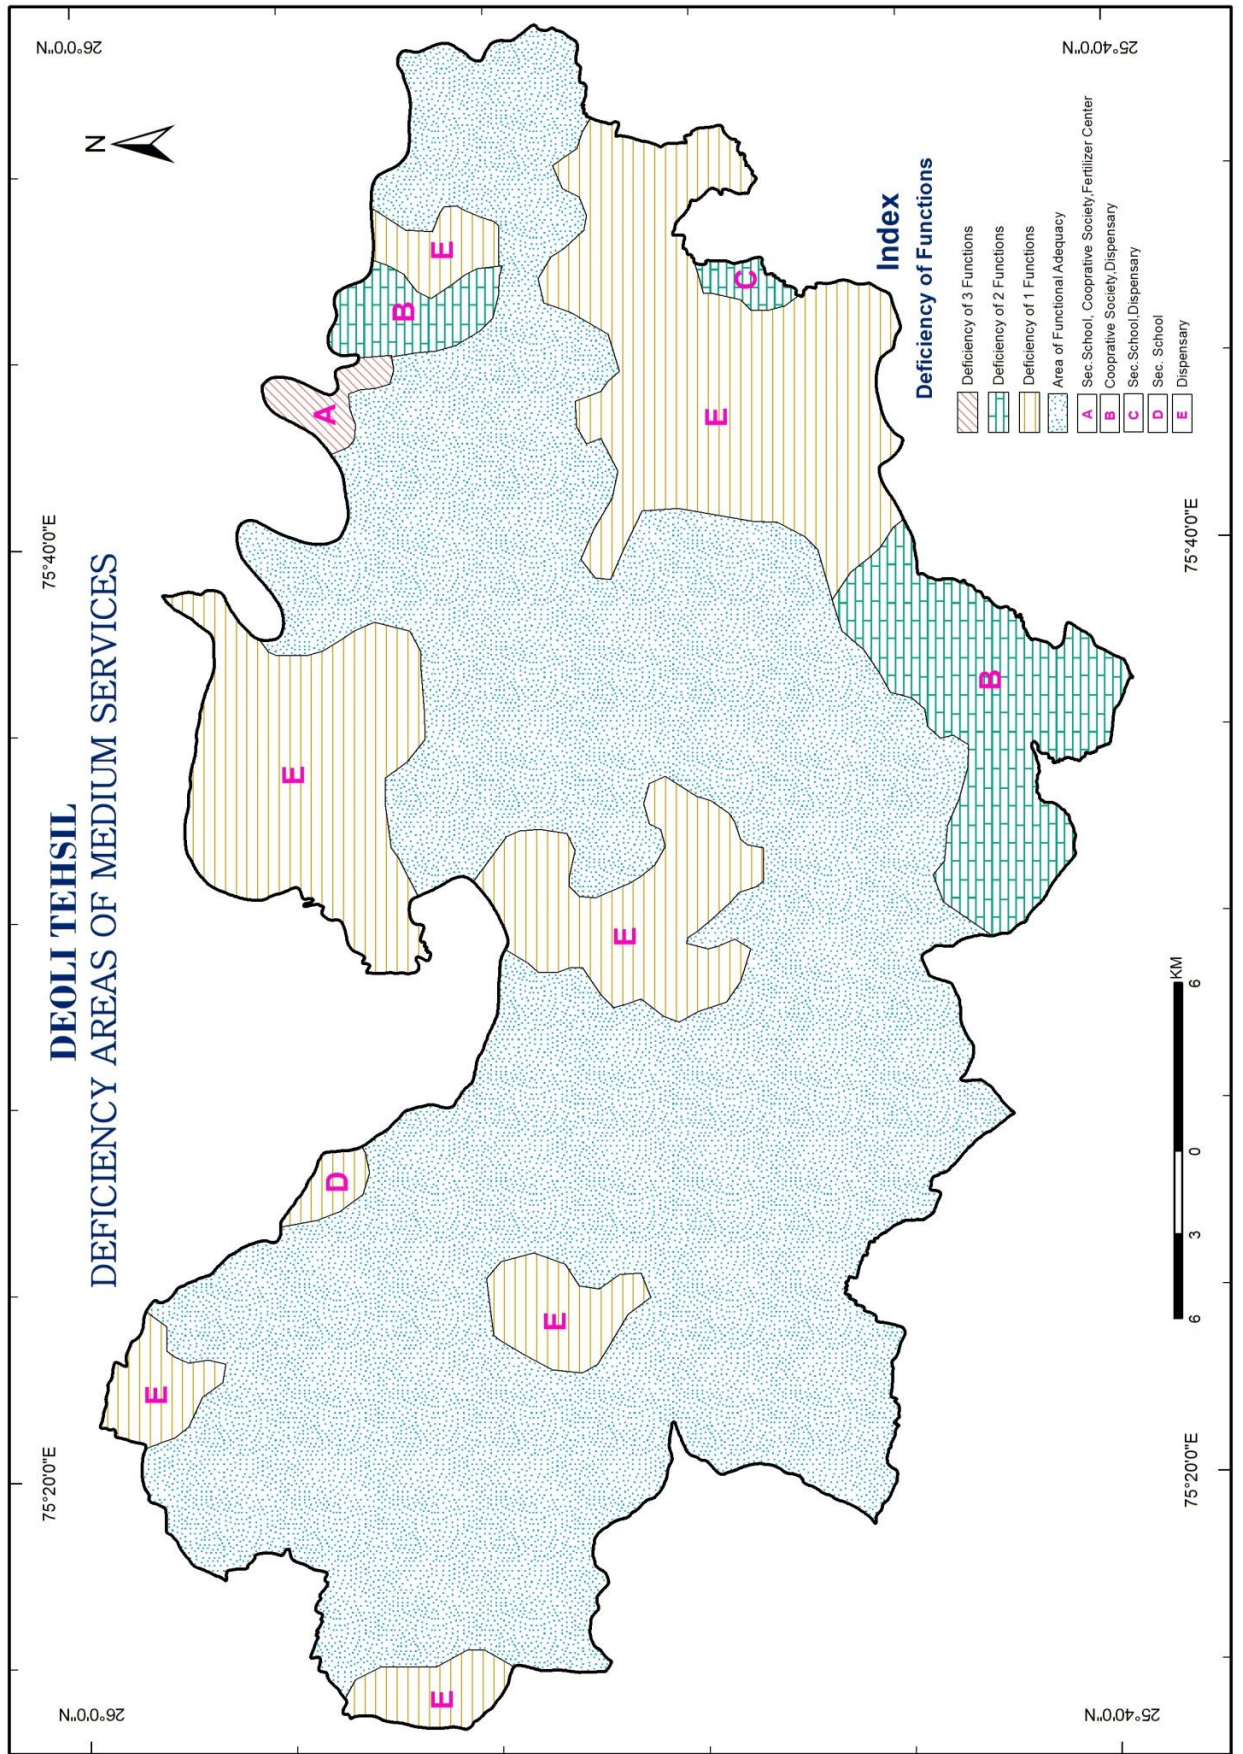 DEOLI TEHSIL
DEFICIENCY AREAS OF MEDIUM SERVICES
75°20'0"E
75°40'0"E
26°0'0"N
26°0'0"N
N
E
D
E
E
A
B
E
E
E
E
C
E
B
25°40'0"N
25°40'0"N
75°20'0"E
75°40'0"E
6
3
0
6
KM
Index
Deficiency of Functions
Deficiency of 3 Functions
Deficiency of 2 Functions
Deficiency of 1 Functions
Area of Functional Adequacy
A Sec.School, Cooprative Society,Fertilizer Center
B Cooprative Society,Dispensary
C Sec.School,Dispensary
D Sec. School
E Dispensary